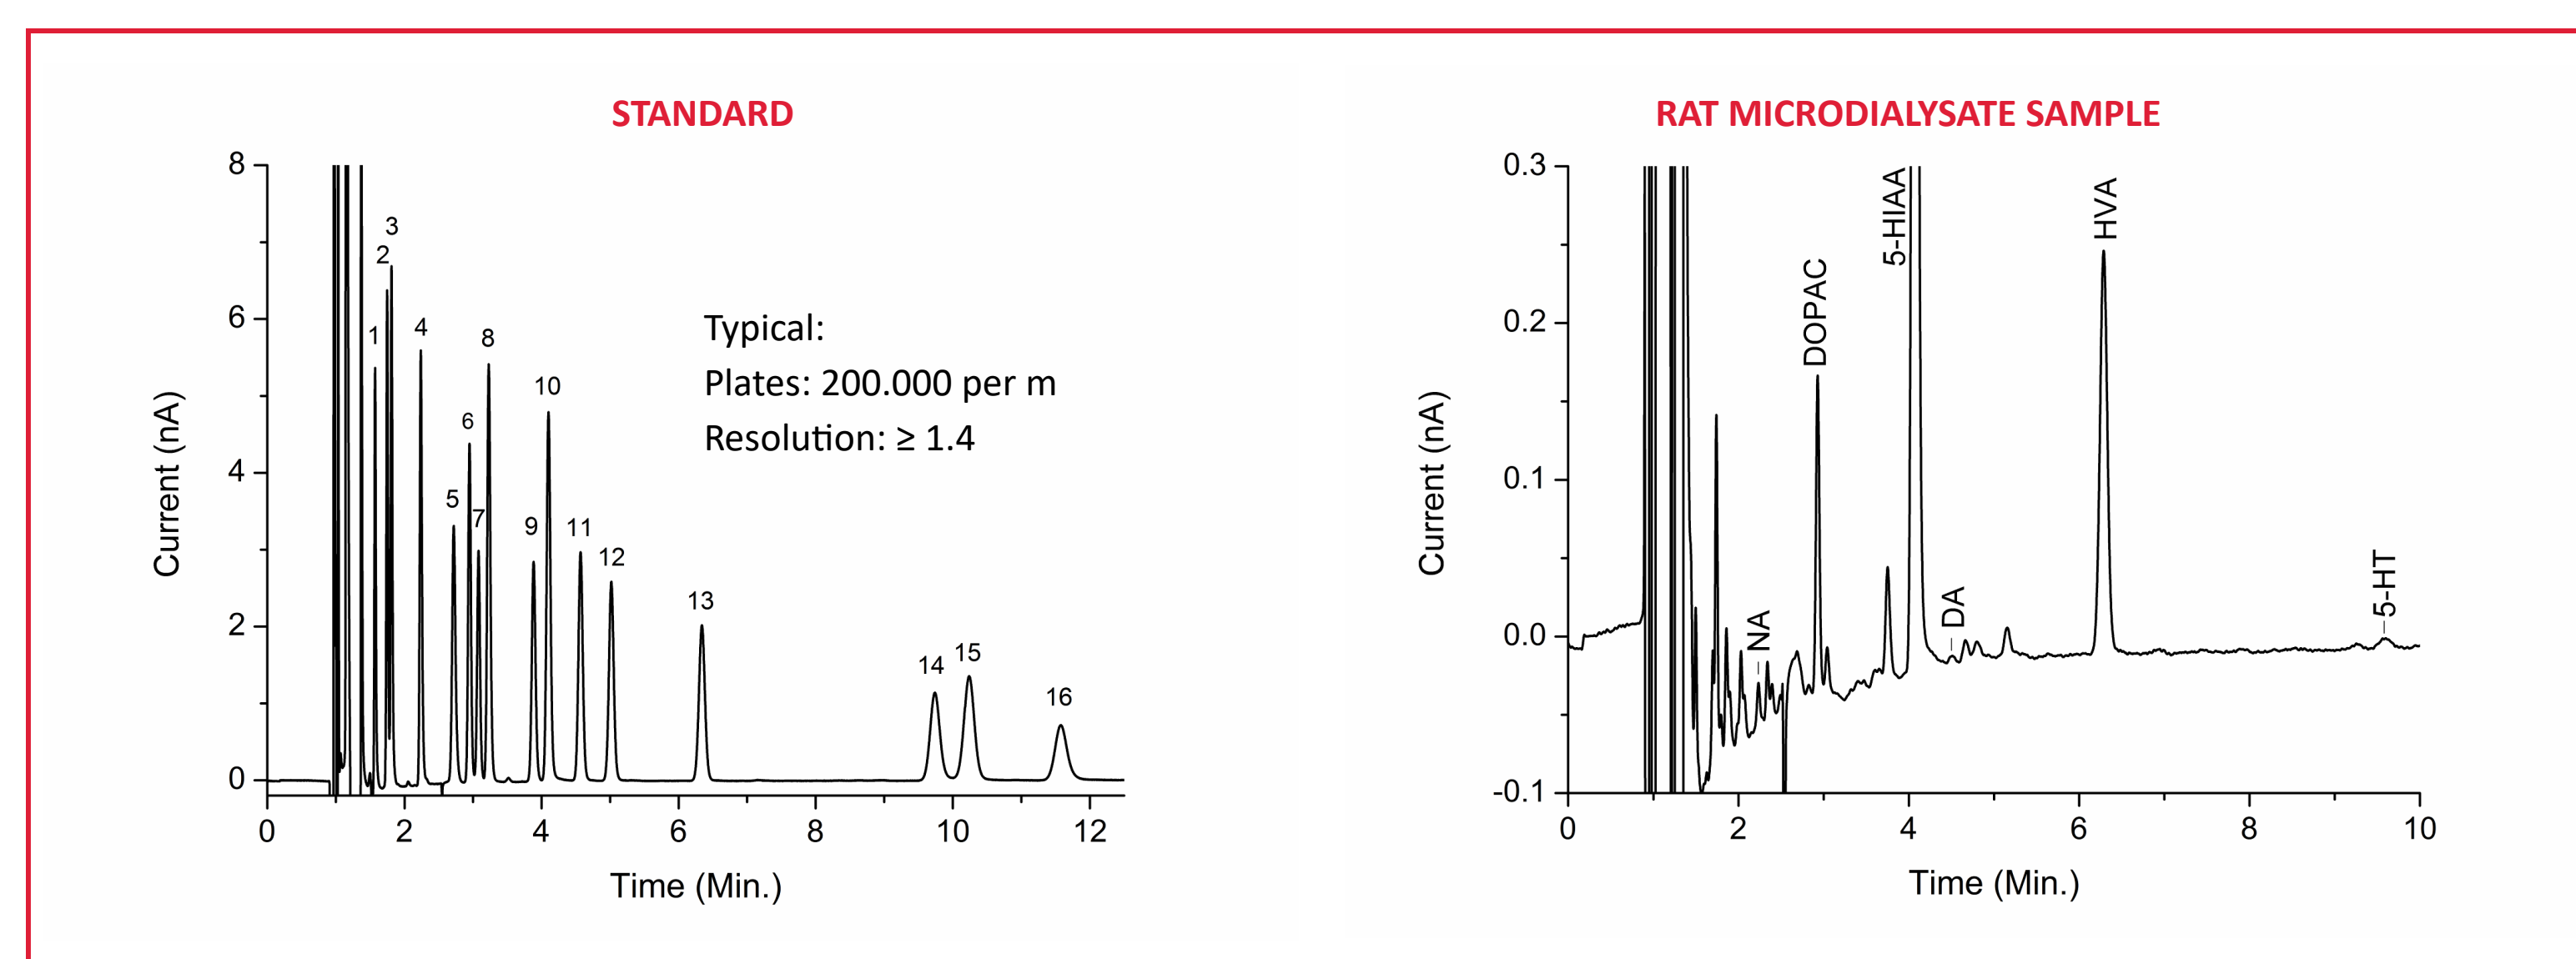 STANDARD
8
6
4
2
0
Current (nA)
1
2
3
4
5
6
7
8
9
10
11
12
13
14
15
16
Typical:
Plates: 200.000 per m
Resolution: ≥ 1.4
0 2 4 6 8 10 12
Time (Min.)
RAT MICRODIALYSATE SAMPLE
0.3
0.2
0.1
0.0
-0.1
Current (nA)
NA
DOPAC
5-HIAA
DA
HVA
5-HT
0 2 4 6 8 10
Time (Min.)